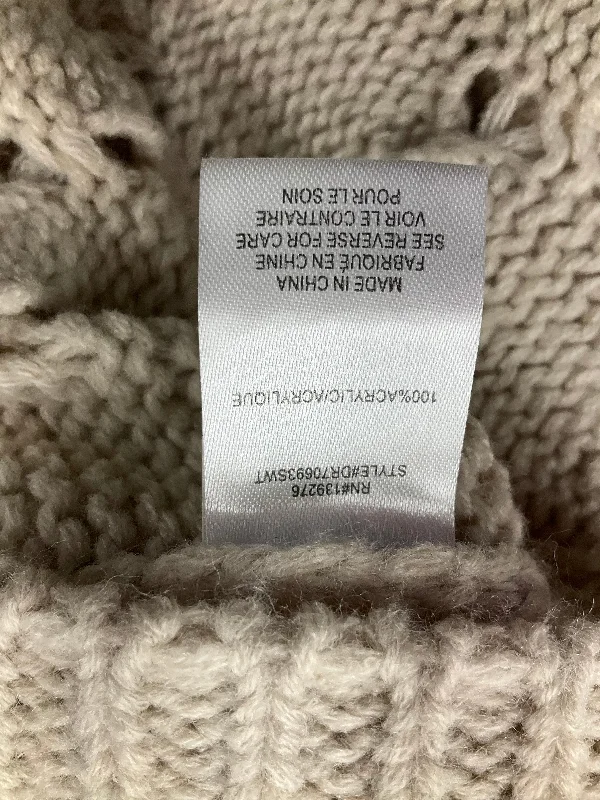 RN#139276
STYLE#DR70693SWT
100%ACRYLIC/ACRYLIQUE
MADE IN CHINA
FABRIQUÉ EN CHINE
SEE REVERSE FOR CARE
VOIR LE CONTRAIRE
POUR LE SOIN